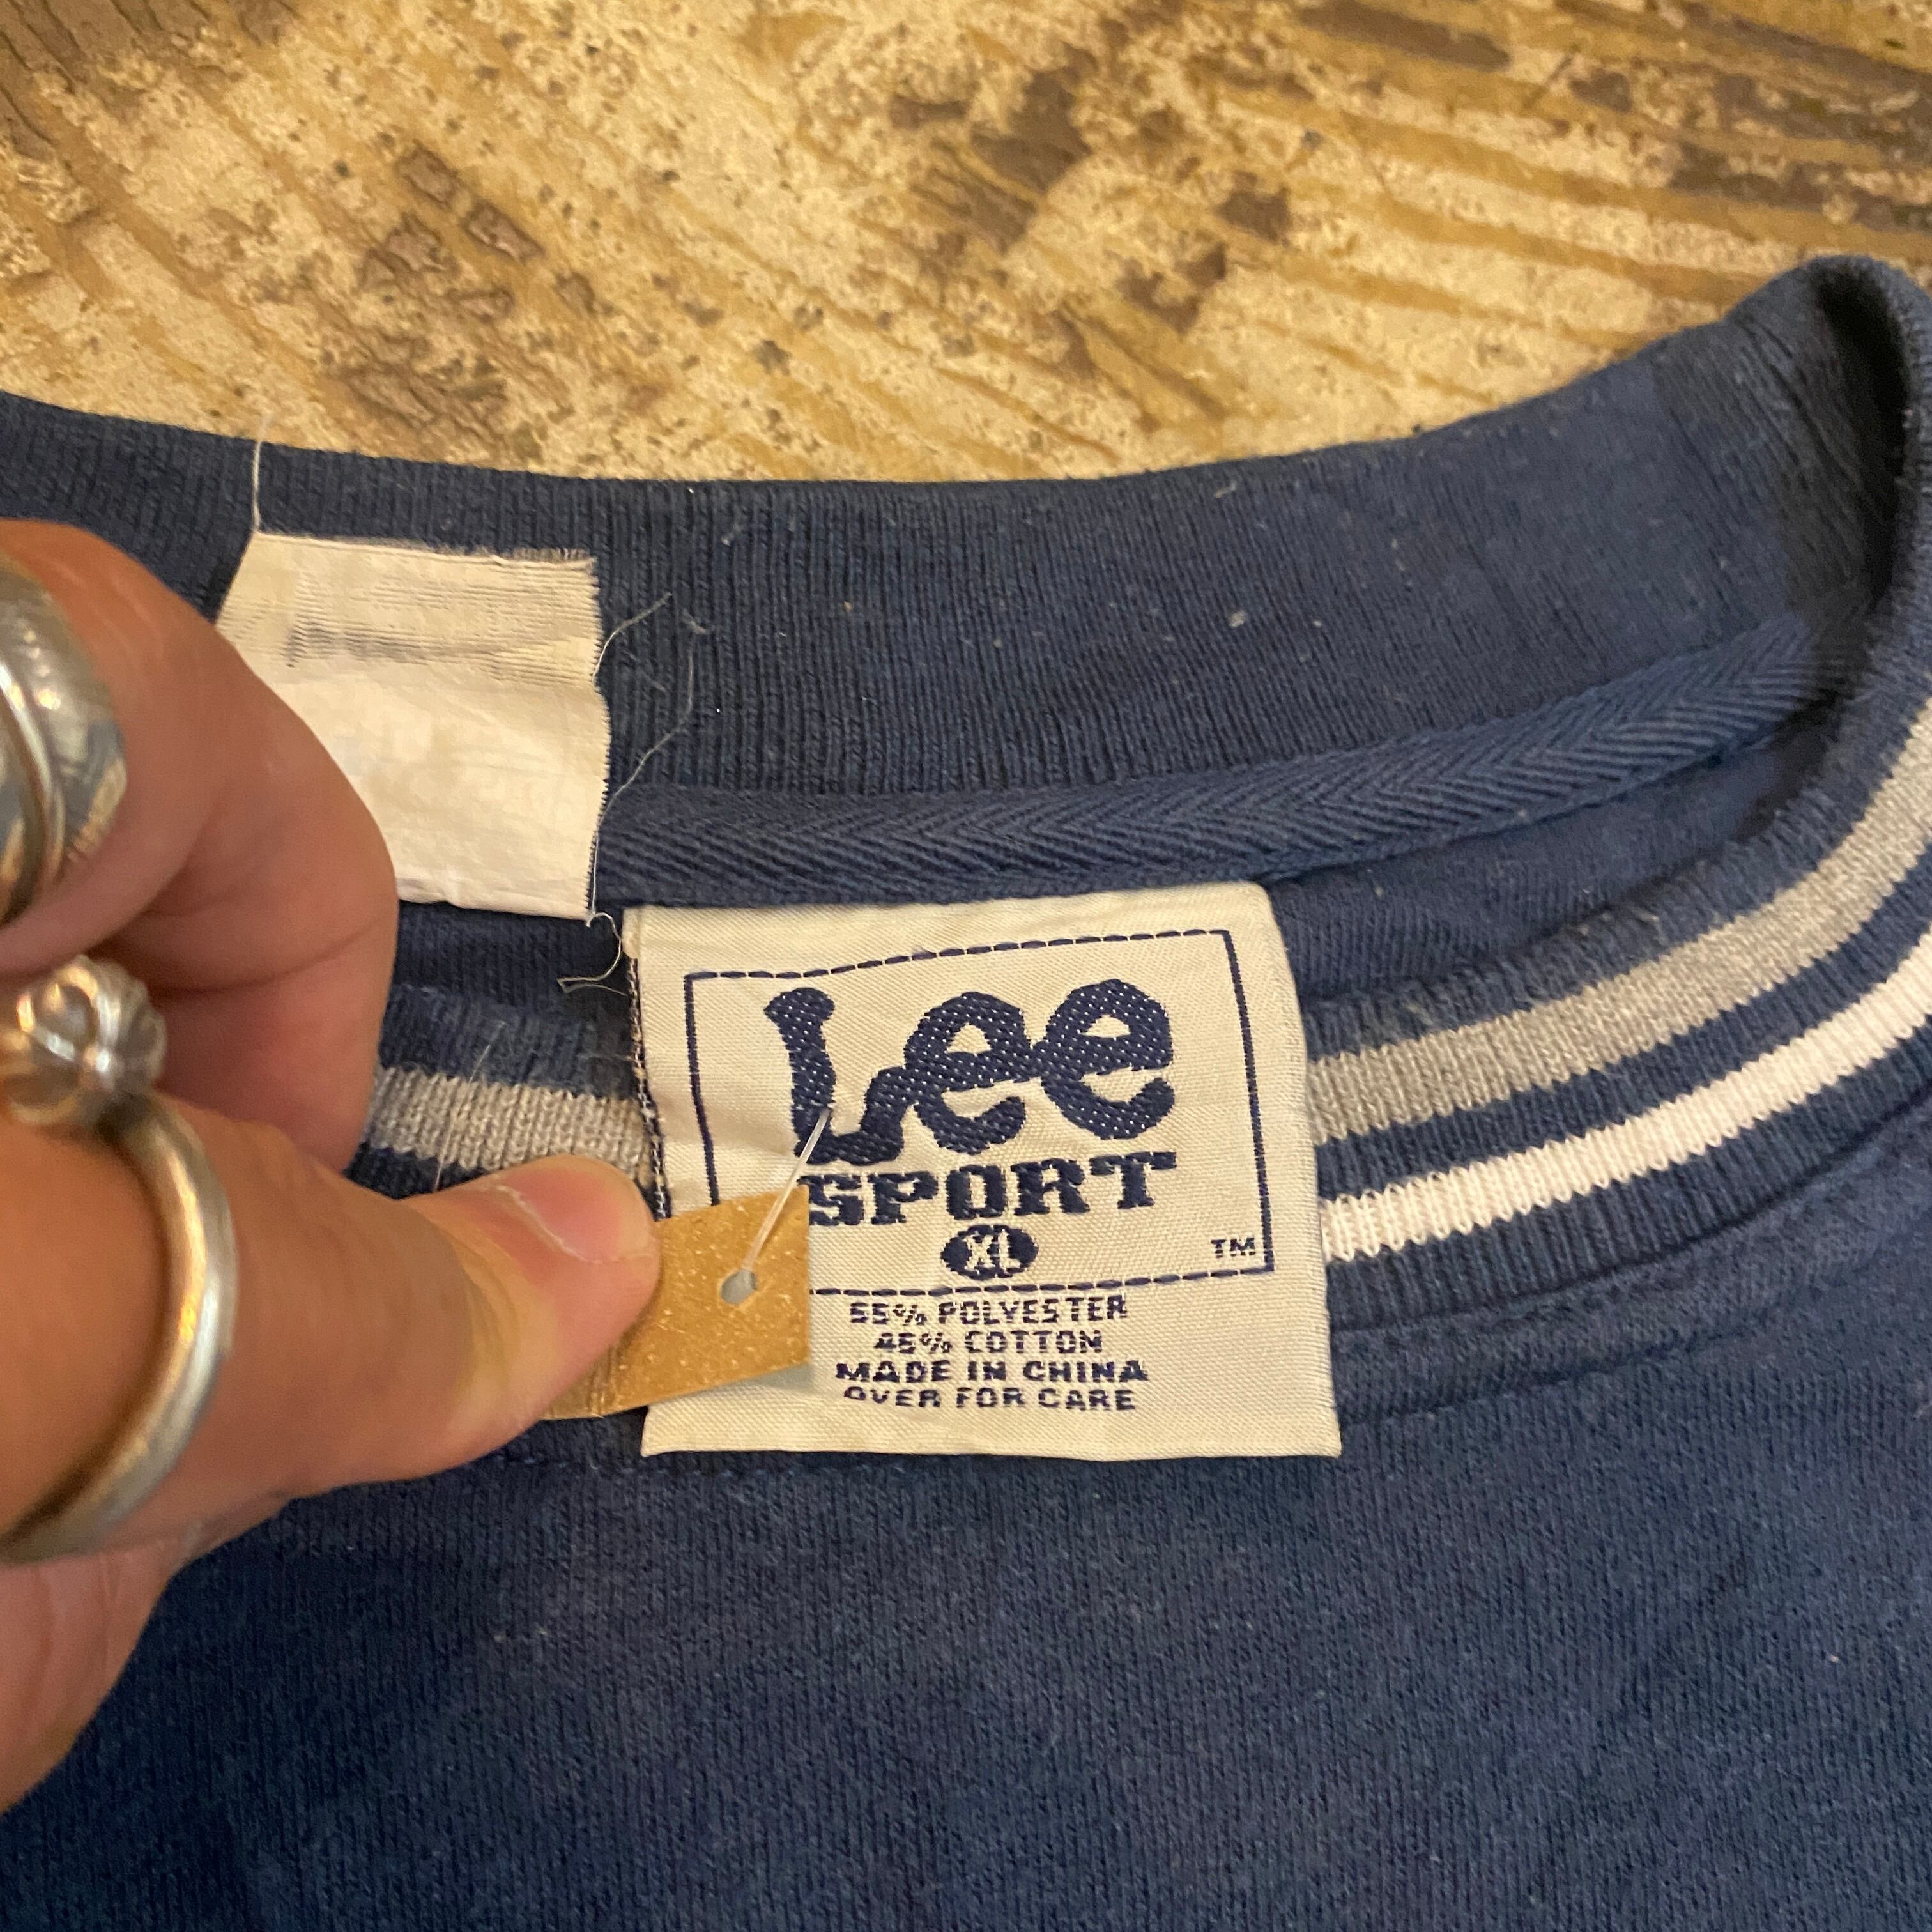 Lee
SPORT
XL
TM
55% POLYESTER
45% COTTON
MADE IN CHINA
OVER FOR CARE